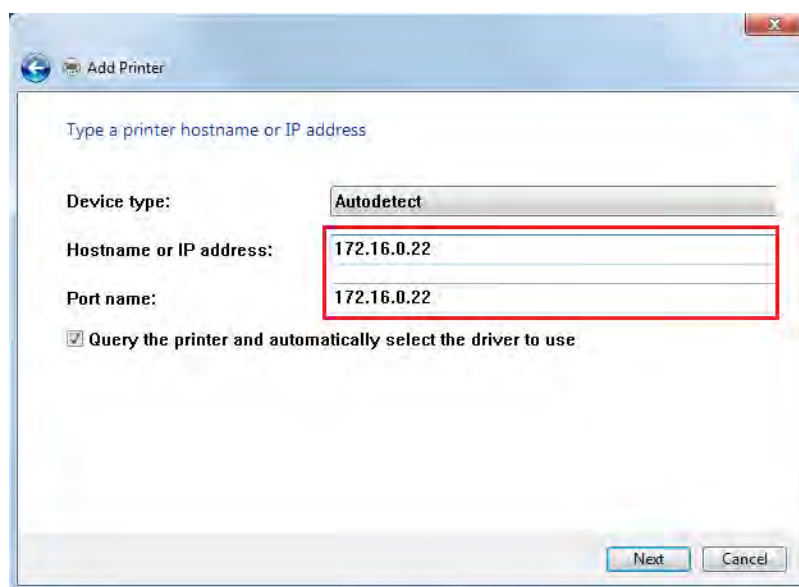 Add Printer
Type a printer hostname or IP address
Device type: Autodetect
Hostname or IP address: 172.16.0.22
Port name: 172.16.0.22
Query the printer and automatically select the driver to use
Next Cancel